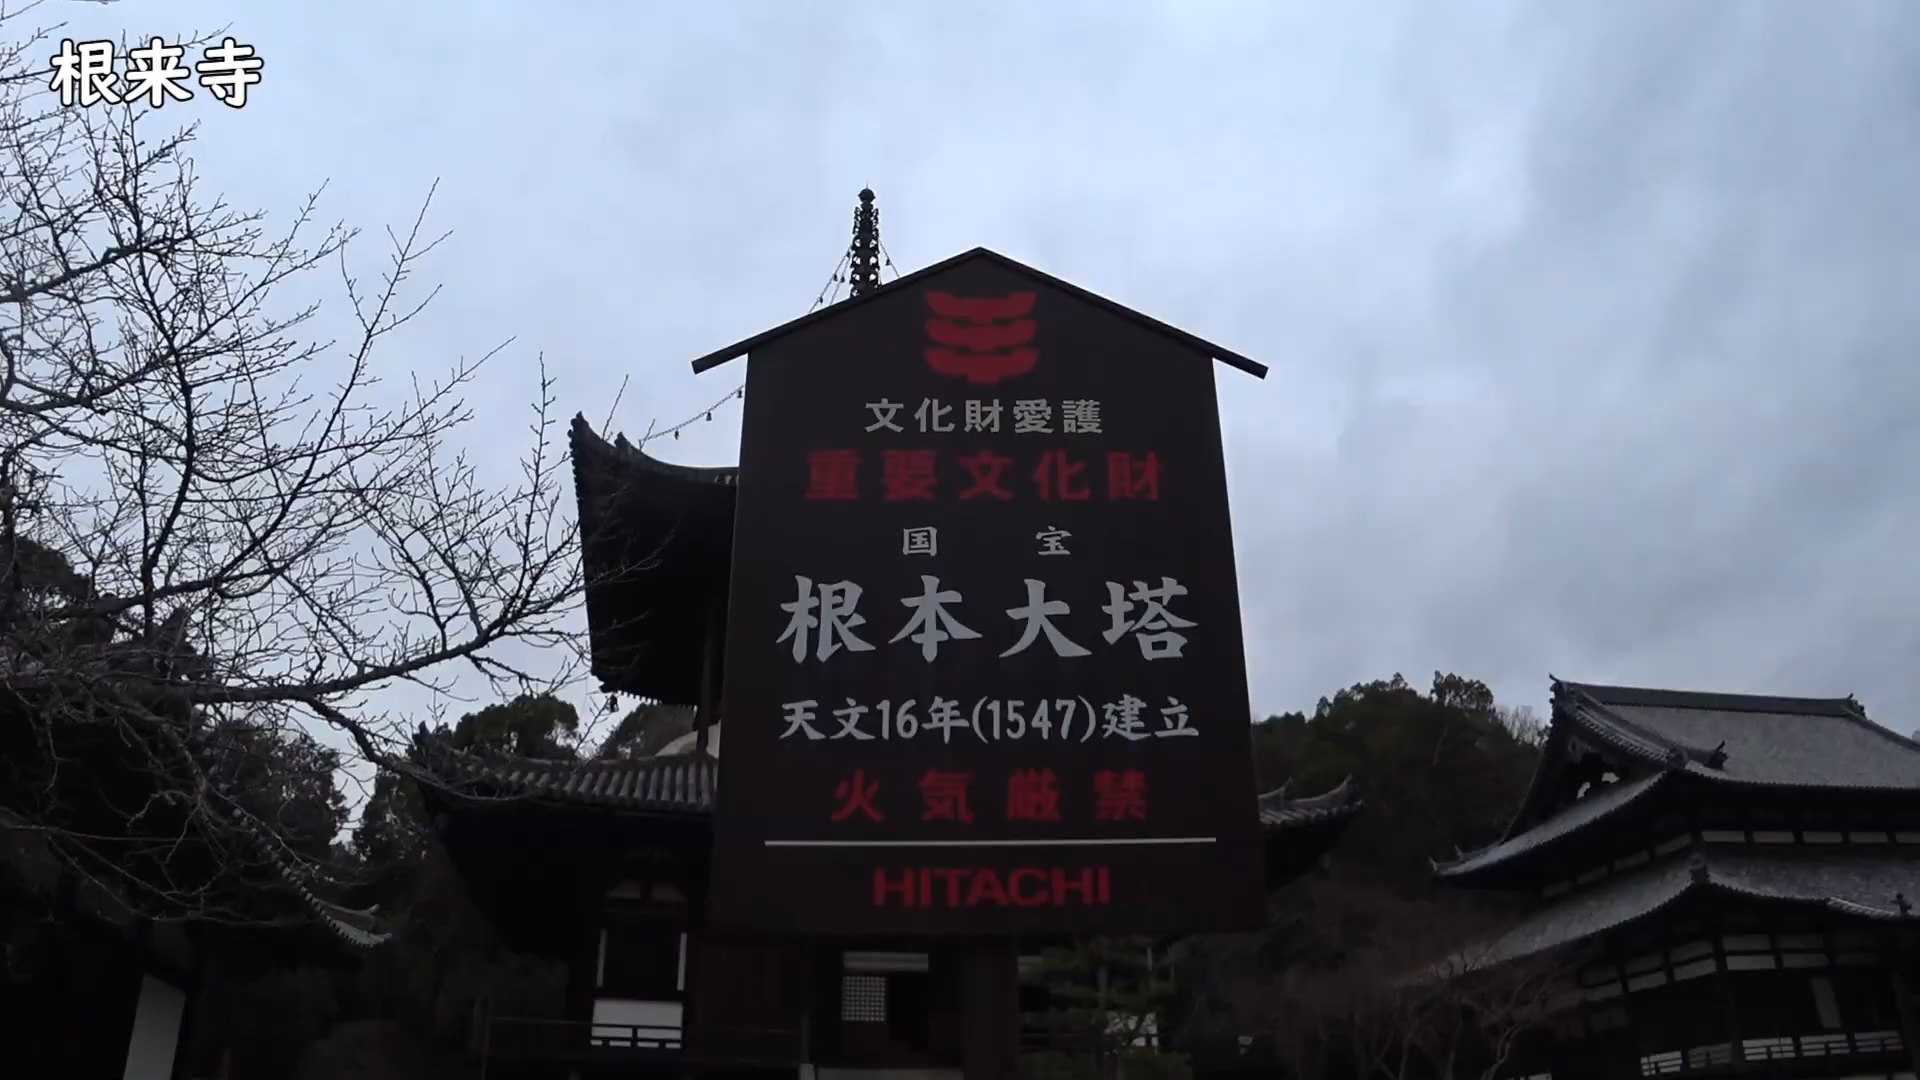 根来寺
文化財愛護
重要文化財
国宝
根本大塔
天文16年(1547)建立
火気厳禁
HITACHI